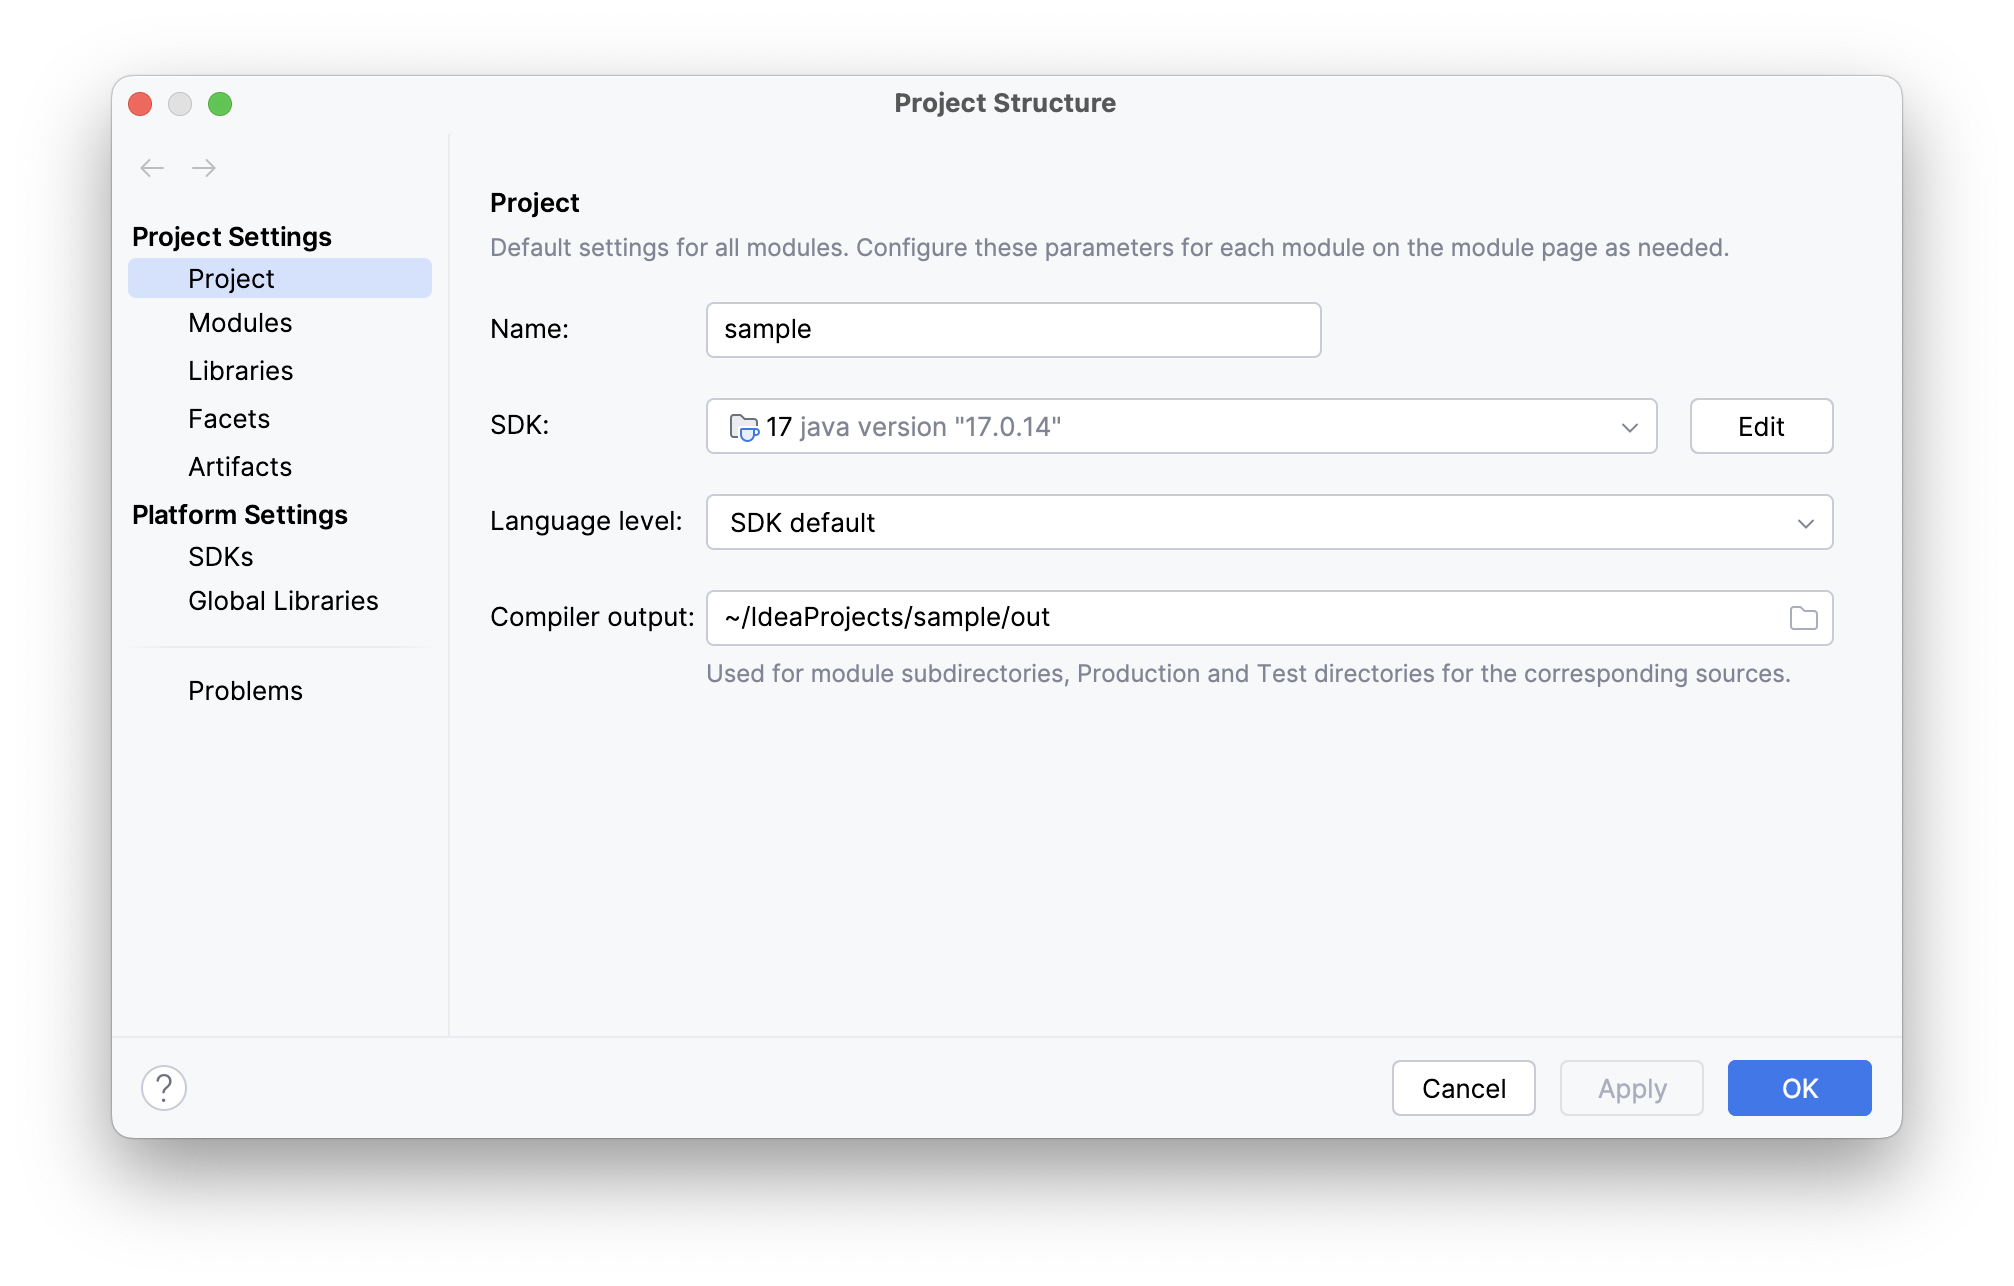 Project Structure
Project Settings
Project
Modules
Libraries
Facets
Artifacts
Platform Settings
SDKs
Global Libraries
Problems
Project
Default settings for all modules. Configure these parameters for each module on the module page as needed.
Name: sample
SDK: 17 java version "17.0.14" Edit
Language level: SDK default
Compiler output: ~/IdeaProjects/sample/out
Used for module subdirectories, Production and Test directories for the corresponding sources.
? Cancel Apply OK